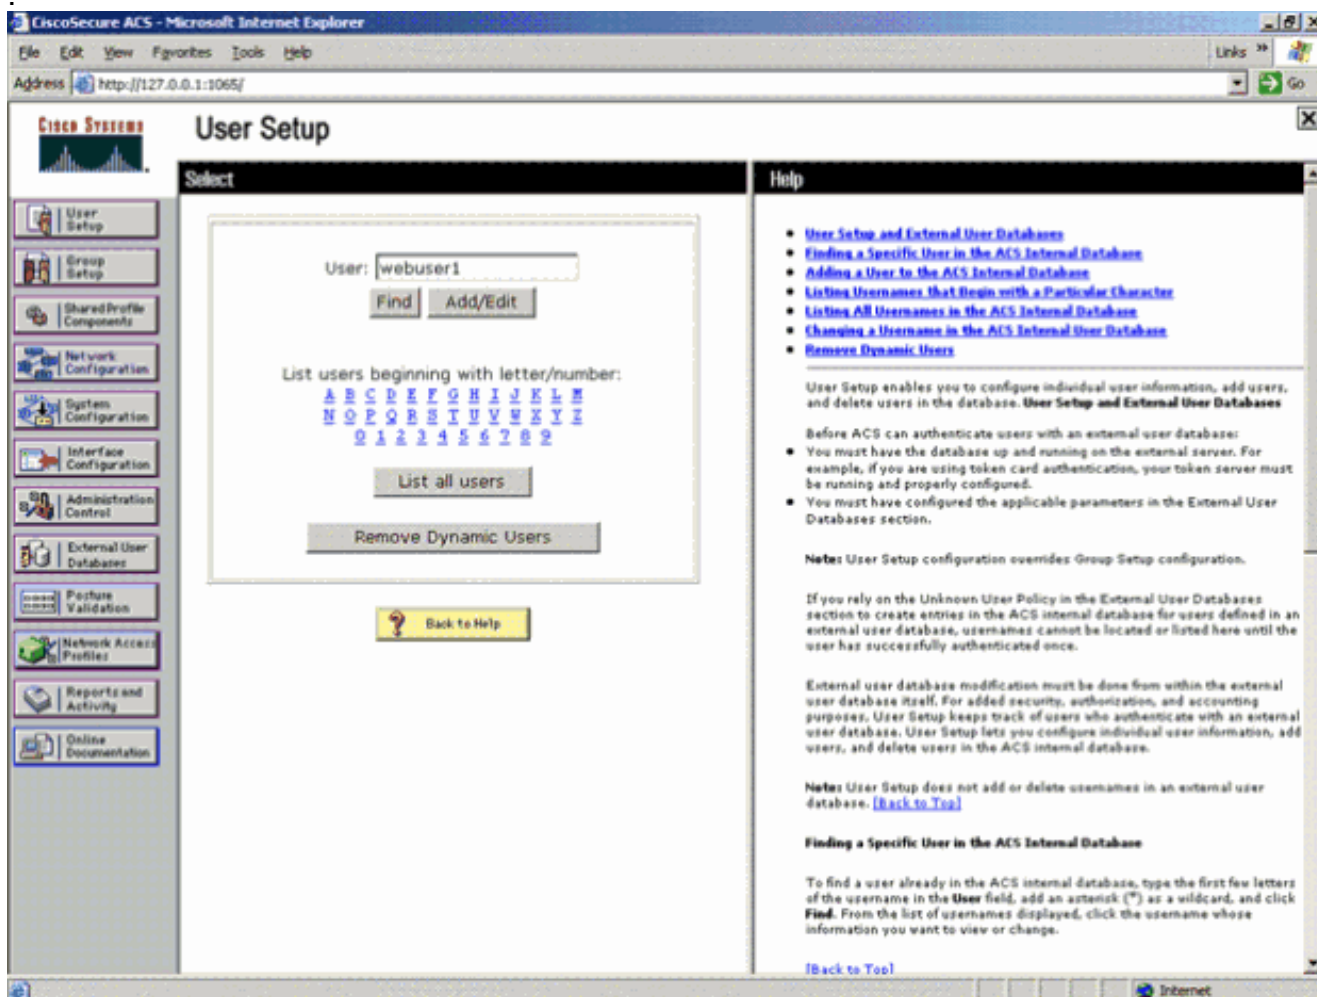 CiscoSecure ACS - Microsoft Internet Explorer
File Edit View Favorites Tools Help
Links »
Address http://127.0.0.1:1065/
Go
CISCO SYSTEMS
User Setup
Select
Help
User Setup
Group Setup
Shared Profile Components
Network Configuration
System Configuration
Interface Configuration
Administration Control
External User Databases
Posture Validation
Network Access Profiles
Reports and Activity
Online Documentation
User: webuser1
Find Add/Edit
List users beginning with letter/number:
A B C D E F G H I J K L M
N O P Q R S T U V W X Y Z
0 1 2 3 4 5 6 7 8 9
List all users
Remove Dynamic Users
? Back to Help
• User Setup and External User Databases
• Finding a Specific User in the ACS Internal Database
• Adding a User to the ACS Internal Database
• Listing Usernames that Begin with a Particular Character
• Listing All Usernames in the ACS Internal Database
• Changing a Username in the ACS Internal User Database
• Remove Dynamic Users
User Setup enables you to configure individual user information, add users,
and delete users in the database. User Setup and External User Databases
Before ACS can authenticate users with an external user database:
• You must have the database up and running on the external server. For
example, if you are using token card authentication, your token server must
be running and properly configured.
• You must have configured the applicable parameters in the External User
Databases section.
Note: User Setup configuration overrides Group Setup configuration.
If you rely on the Unknown User Policy in the External User Databases
section to create entries in the ACS internal database for users defined in an
external user database, usernames cannot be located or listed here until the
user has successfully authenticated once.
External user database modification must be done from within the external
user database itself. For added security, authorization, and accounting
purposes, User Setup keeps track of users who authenticate with an external
user database. User Setup lets you configure individual user information, add
users, and delete users in the ACS internal database.
Note: User Setup does not add or delete usernames in an external user
database. [Back to Top]
Finding a Specific User in the ACS Internal Database
To find a user already in the ACS internal database, type the first few letters
of the username in the User field, add an asterisk (*) as a wildcard, and click
Find. From the list of usernames displayed, click the username whose
information you want to view or change.
[Back to Top]
Internet